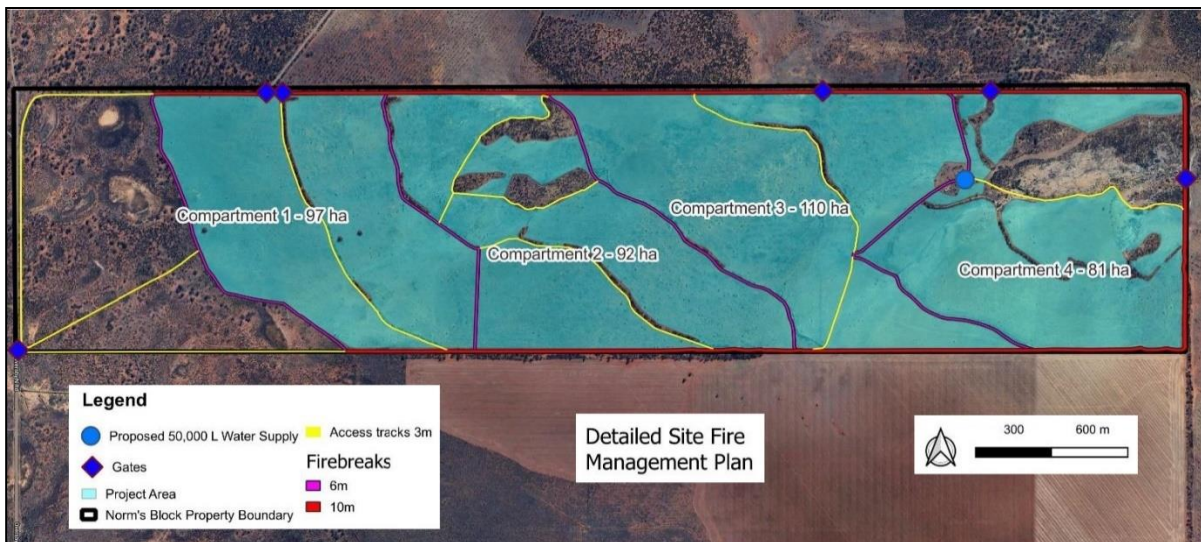 Compartment 1 - 97 ha
Compartment 2 - 92 ha
Compartment 3 - 110 ha
Compartment 4 - 81 ha
Legend
Proposed 50,000 L Water Supply
Gates
Project Area
Norm's Block Property Boundary
Access tracks 3m
Firebreaks
6m
10m
Detailed Site Fire
Management Plan
300 600 m